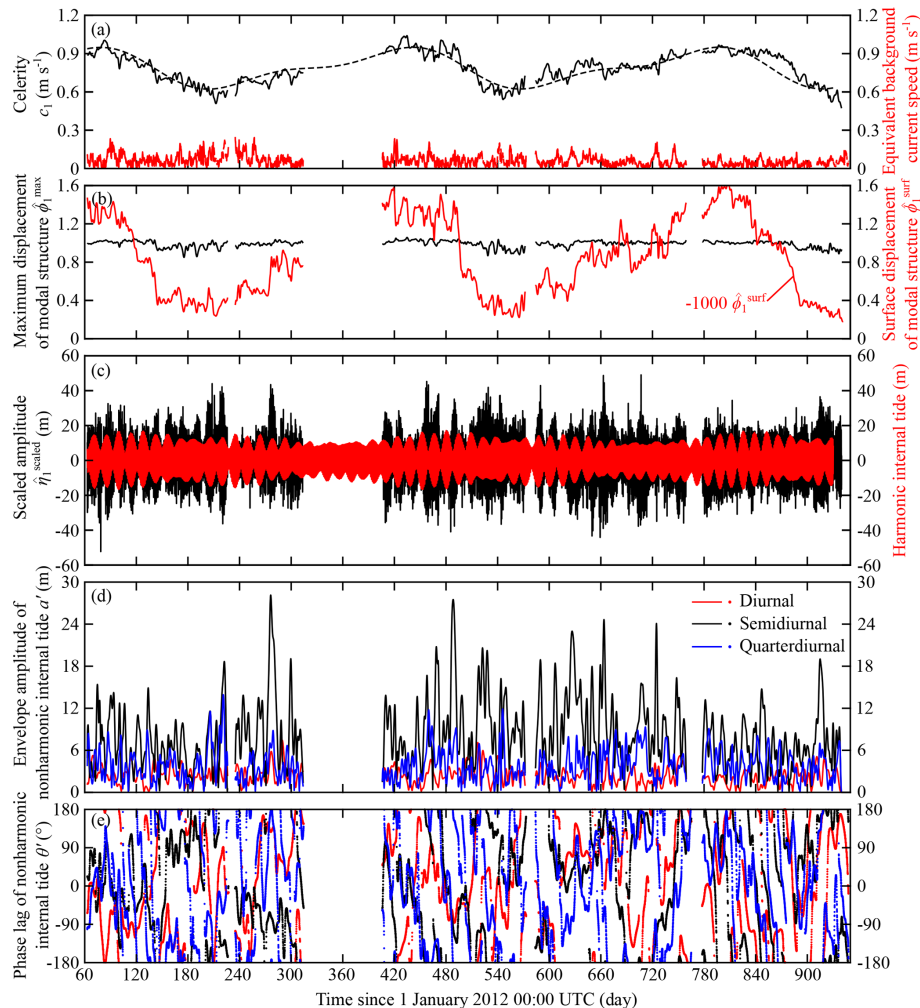 (a)
Celerity
c₁ (m s⁻¹)
1.2
0.9
0.6
0.3
0
1.2
0.9
0.6
0.3
0
Equivalent background
current speed (m s⁻¹)
(b)
Maximum displacement
of modal structure ϕ̂₁ᵐᵃˣ
1.6
1.2
0.8
0.4
0
1.6
1.2
0.8
0.4
0
-1000 ϕ̂₁ˢᵘʳᶠ
Surface displacement
of modal structure ϕ̂₁ˢᵘʳᶠ
(c)
Scaled amplitude
η̂₁ˢᶜᵃˡᵉᵈ (m)
60
40
20
0
-20
-40
-60
60
40
20
0
-20
-40
-60
Harmonic internal tide (m)
(d)
Envelope amplitude of
nonharmonic internal tide a′ (m)
30
24
18
12
6
0
30
24
18
12
6
0
Diurnal
Semidiurnal
Quarterdiurnal
(e)
Phase lag of nonharmonic
internal tide θ′ (°)
180
90
0
-90
-180
180
90
0
-90
-180
60 120 180 240 300 360 420 480 540 600 660 720 780 840 900
Time since 1 January 2012 00:00 UTC (day)